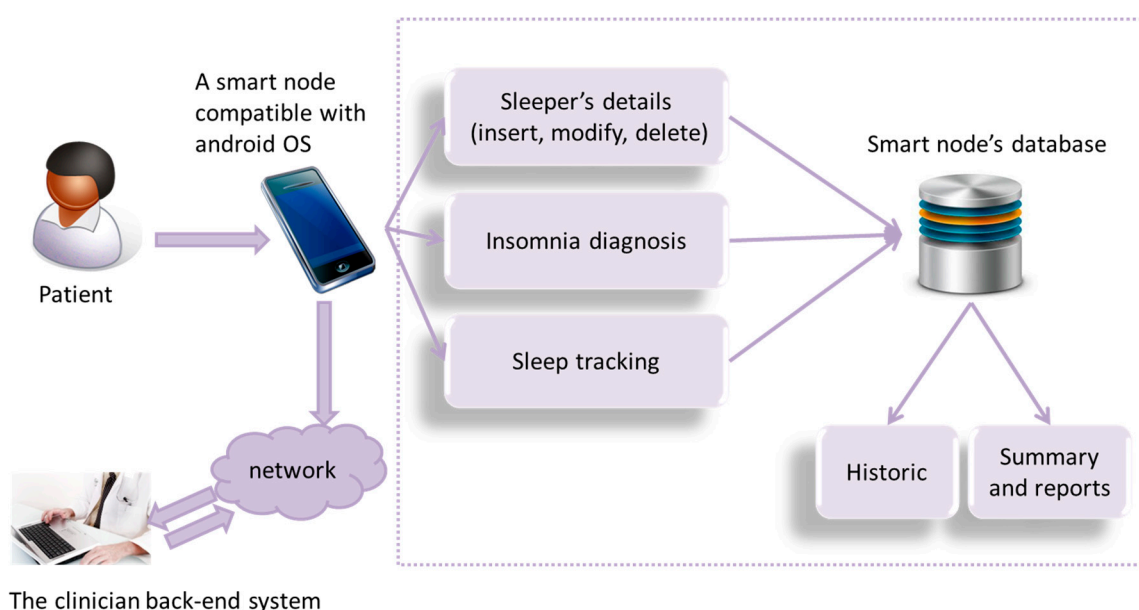 A smart node
compatible with
android OS
Patient
Sleeper's details
(insert, modify, delete)
Insomnia diagnosis
Sleep tracking
Smart node's database
Historic
Summary
and reports
network
The clinician back-end system